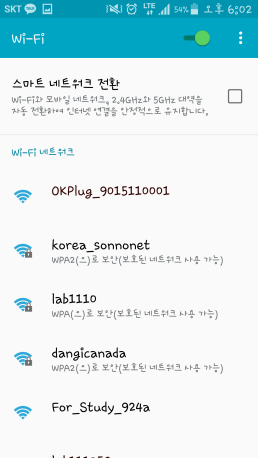 SKT TALK LTE 54% 오후 6:02
Wi-Fi
스마트 네트워크 전환
Wi-Fi와 모바일 네트워크, 2.4GHz와 5GHz 대역을
자동 전환하여 인터넷 연결을 안정적으로 유지합니다.
Wi-Fi 네트워크
OKPlug_9015110001
korea_sonnonet
WPA2(으)로 보안(보호된 네트워크 사용 가능)
lab1110
WPA(으)로 보안(보호된 네트워크 사용 가능)
dangicanada
WPA2(으)로 보안(보호된 네트워크 사용 가능)
For_Study_924a